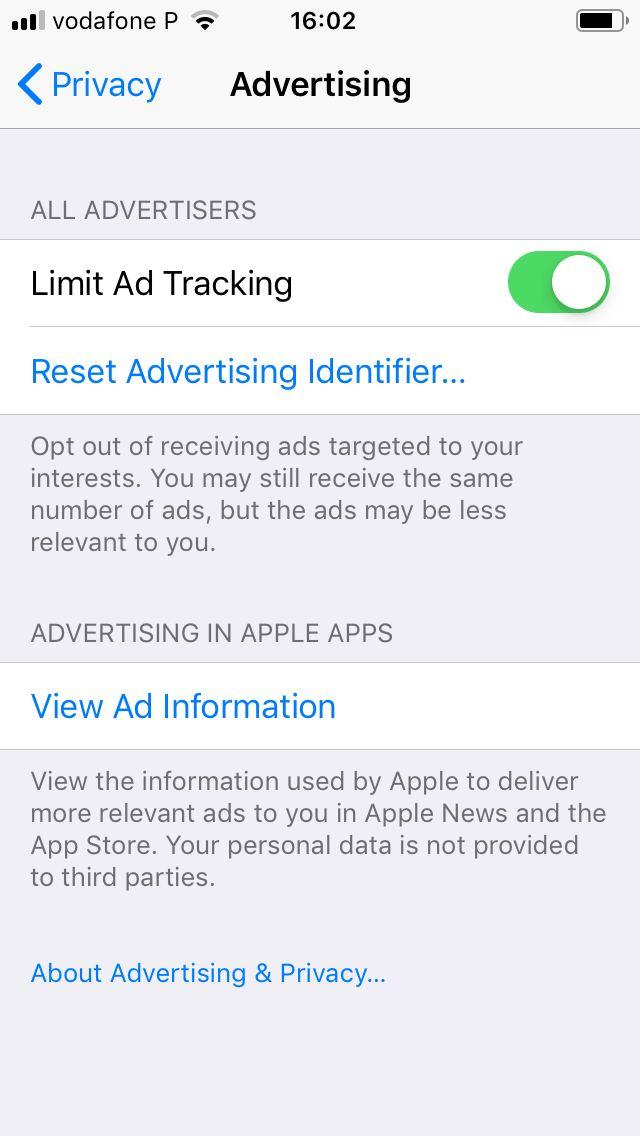 vodafone P 16:02
Privacy Advertising
ALL ADVERTISERS
Limit Ad Tracking
Reset Advertising Identifier...
Opt out of receiving ads targeted to your
interests. You may still receive the same
number of ads, but the ads may be less
relevant to you.
ADVERTISING IN APPLE APPS
View Ad Information
View the information used by Apple to deliver
more relevant ads to you in Apple News and the
App Store. Your personal data is not provided
to third parties.
About Advertising & Privacy...